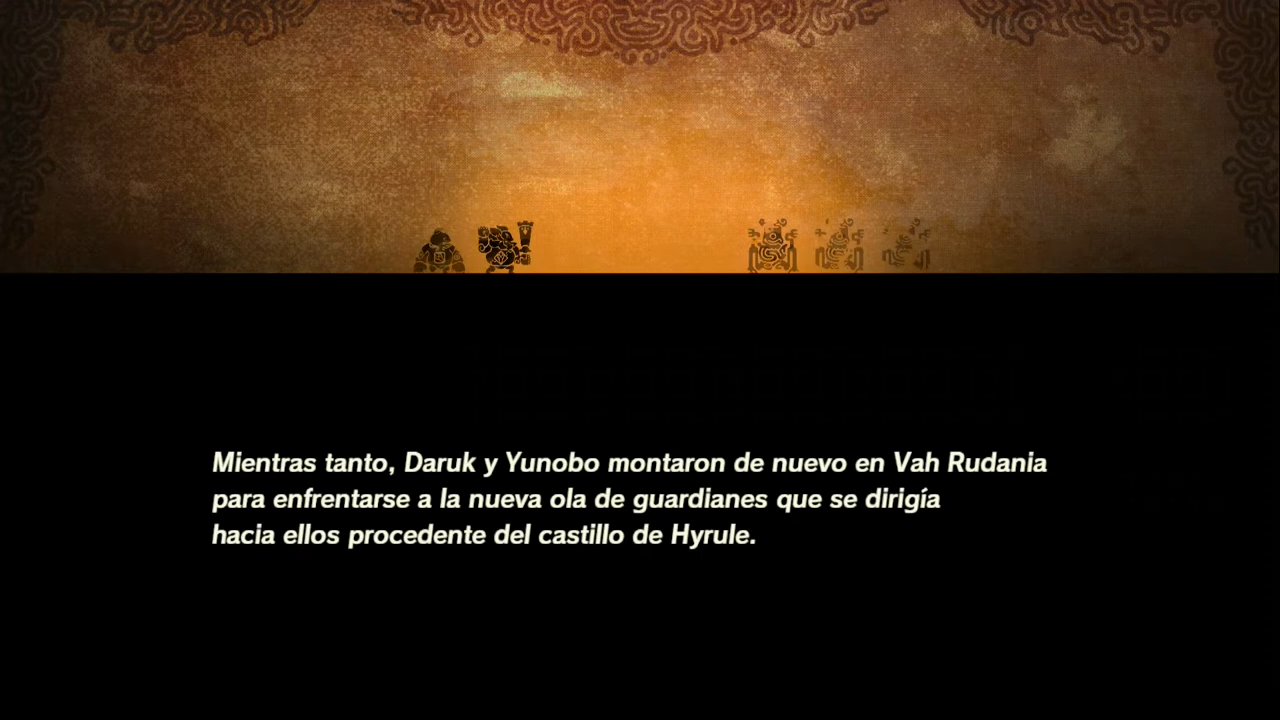 Mientras tanto, Daruk y Yunobo montaron de nuevo en Vah Rudania
para enfrentarse a la nueva ola de guardianes que se dirigía
hacia ellos procedente del castillo de Hyrule.